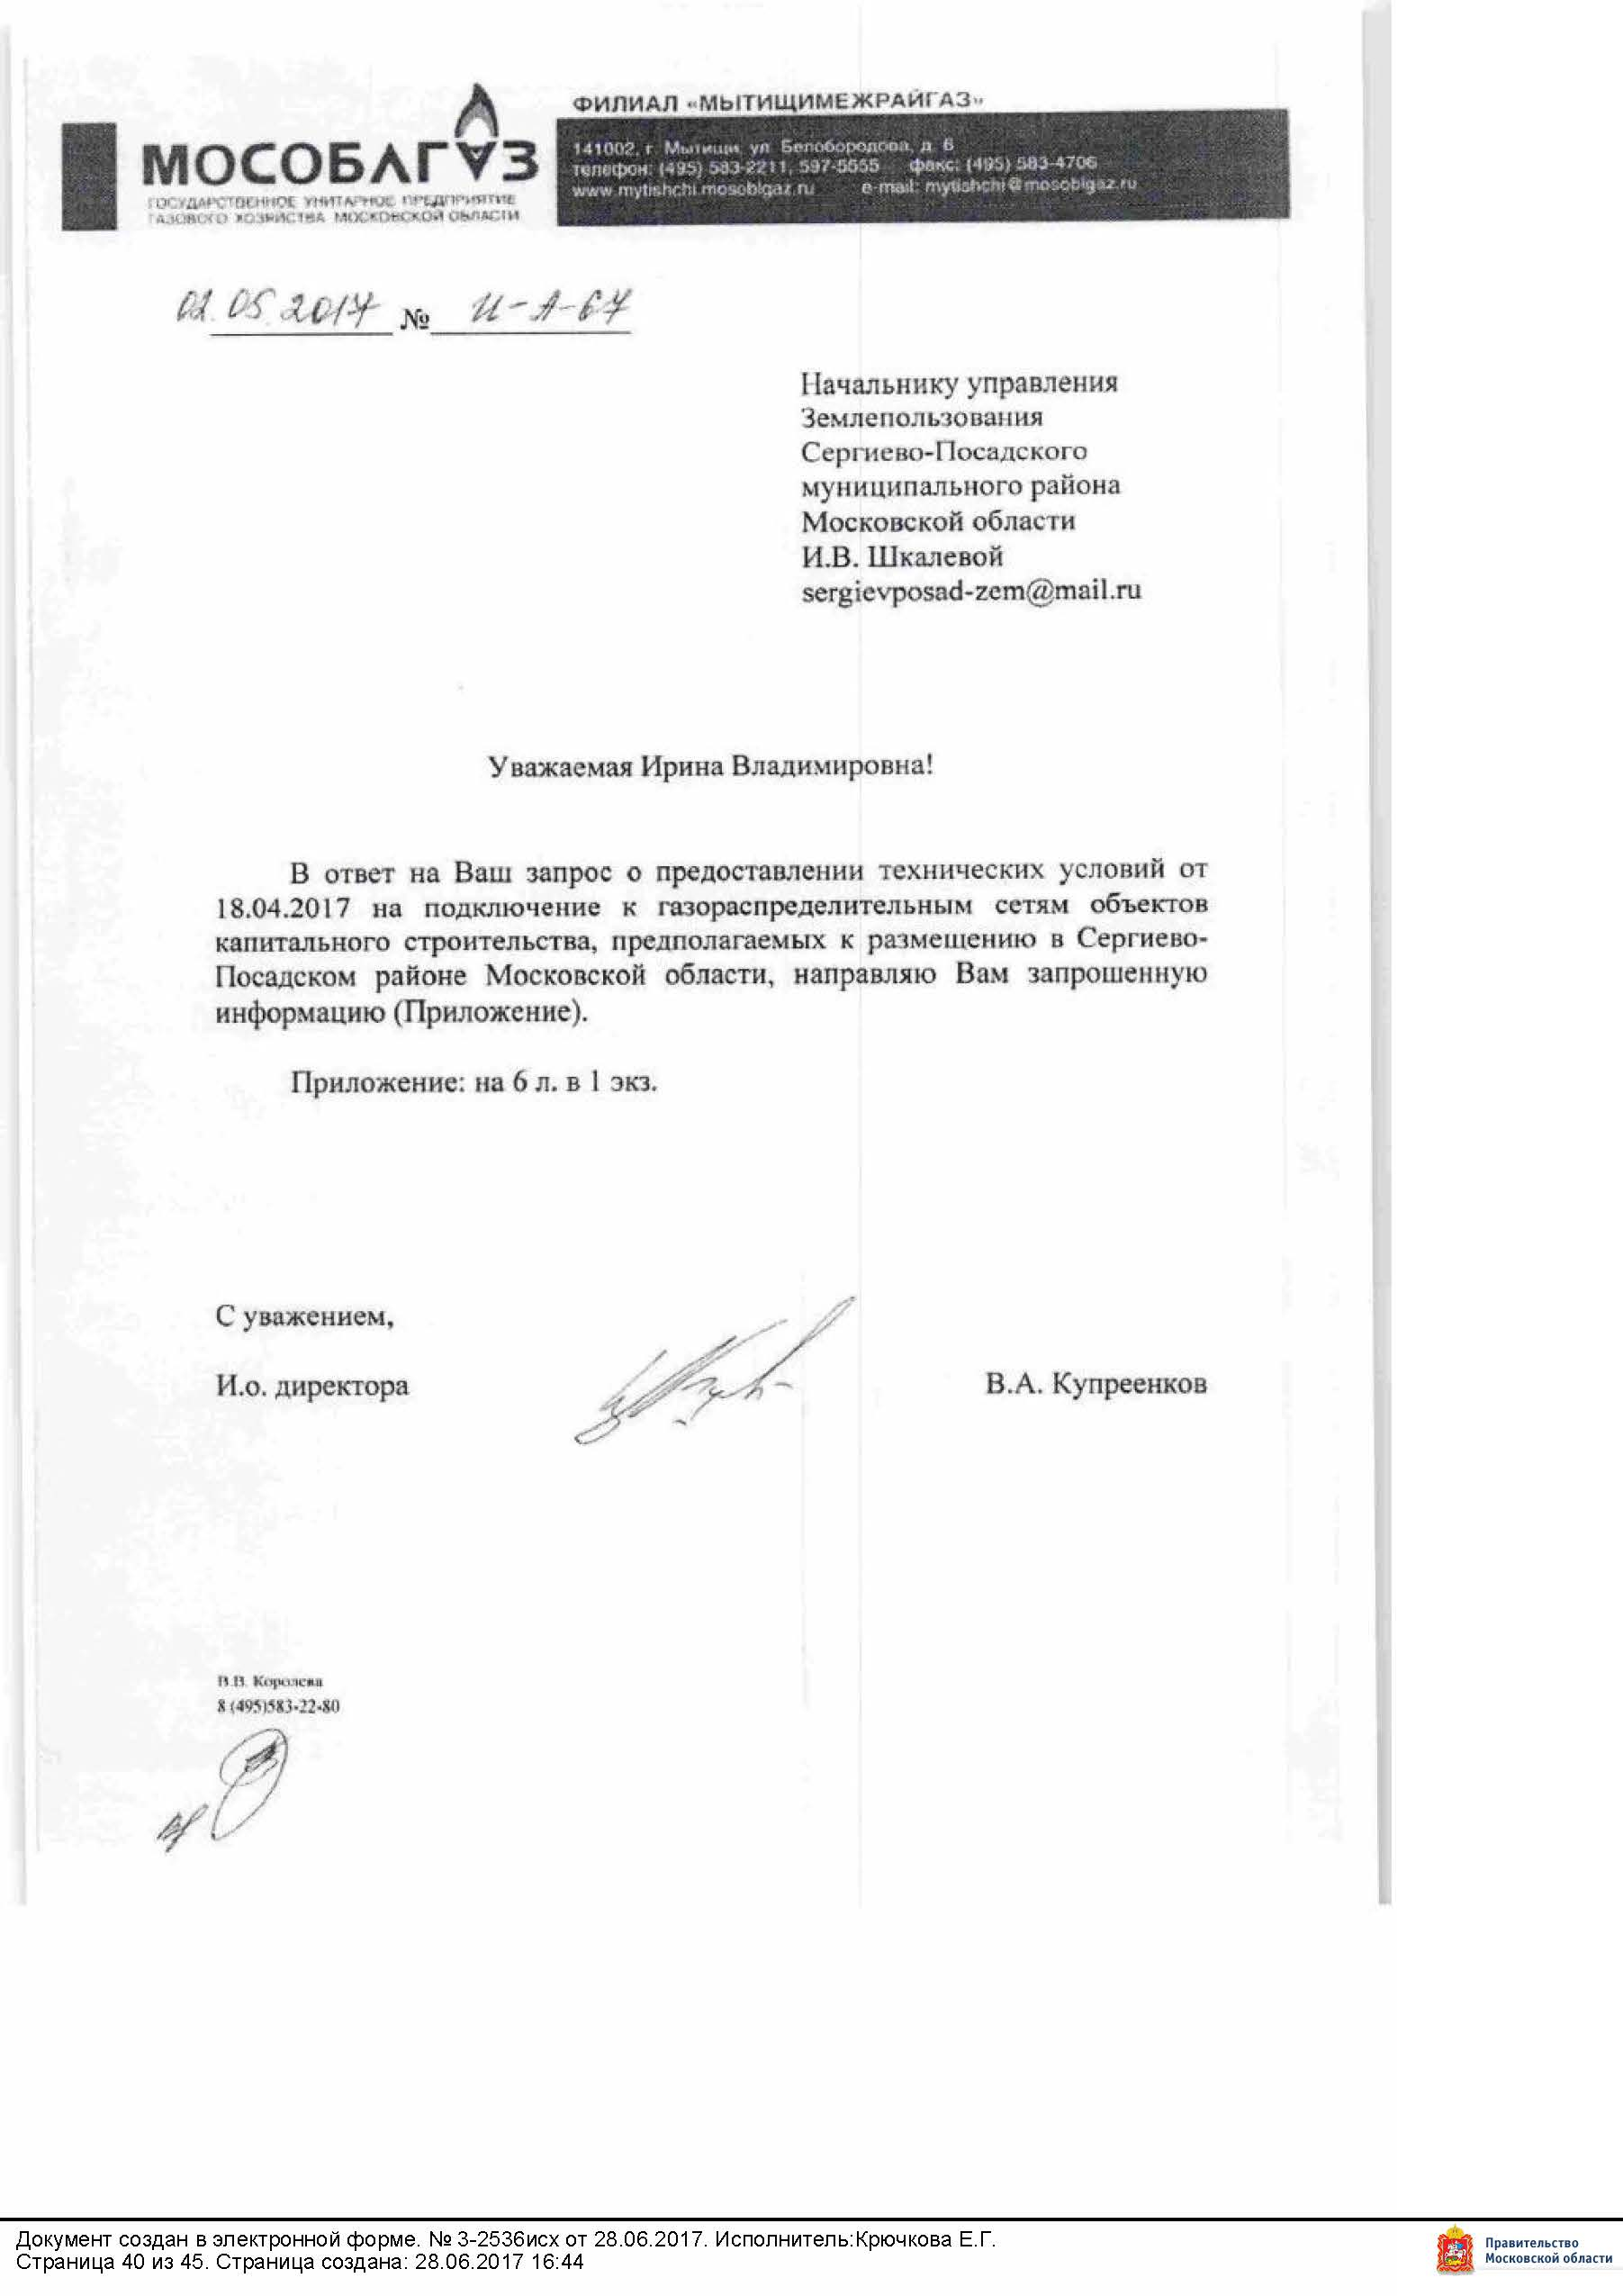 МОСОБЛГАЗ
ГОСУДАРСТВЕННОЕ УНИТАРНОЕ ПРЕДПРИЯТИЕ
ГАЗОВОГО ХОЗЯЙСТВА МОСКОВСКОЙ ОБЛАСТИ
ФИЛИАЛ «МЫТИЩИМЕЖРАЙГАЗ»
141002, г. Мытищи, ул. Белобородова, д. 6
телефон: (495) 583-2211, 597-5555 факс: (495) 583-4706
www.mytishchi.mosoblgaz.ru e-mail: mytishchi@mosoblgaz.ru
02.05.2017 № И-А-67
Начальнику управления
Землепользования
Сергиево-Посадского
муниципального района
Московской области
И.В. Шкалевой
sergievposad-zem@mail.ru
Уважаемая Ирина Владимировна!
В ответ на Ваш запрос о предоставлении технических условий от
18.04.2017 на подключение к газораспределительным сетям объектов
капитального строительства, предполагаемых к размещению в Сергиево-
Посадском районе Московской области, направляю Вам запрошенную
информацию (Приложение).
Приложение: на 6 л. в 1 экз.
С уважением,
И.о. директора В.А. Купреенков
В.В. Королева
8 (495)583-22-80
Документ создан в электронной форме. № 3-2536исх от 28.06.2017. Исполнитель:Крючкова Е.Г.
Страница 40 из 45. Страница создана: 28.06.2017 16:44
Правительство
Московской области